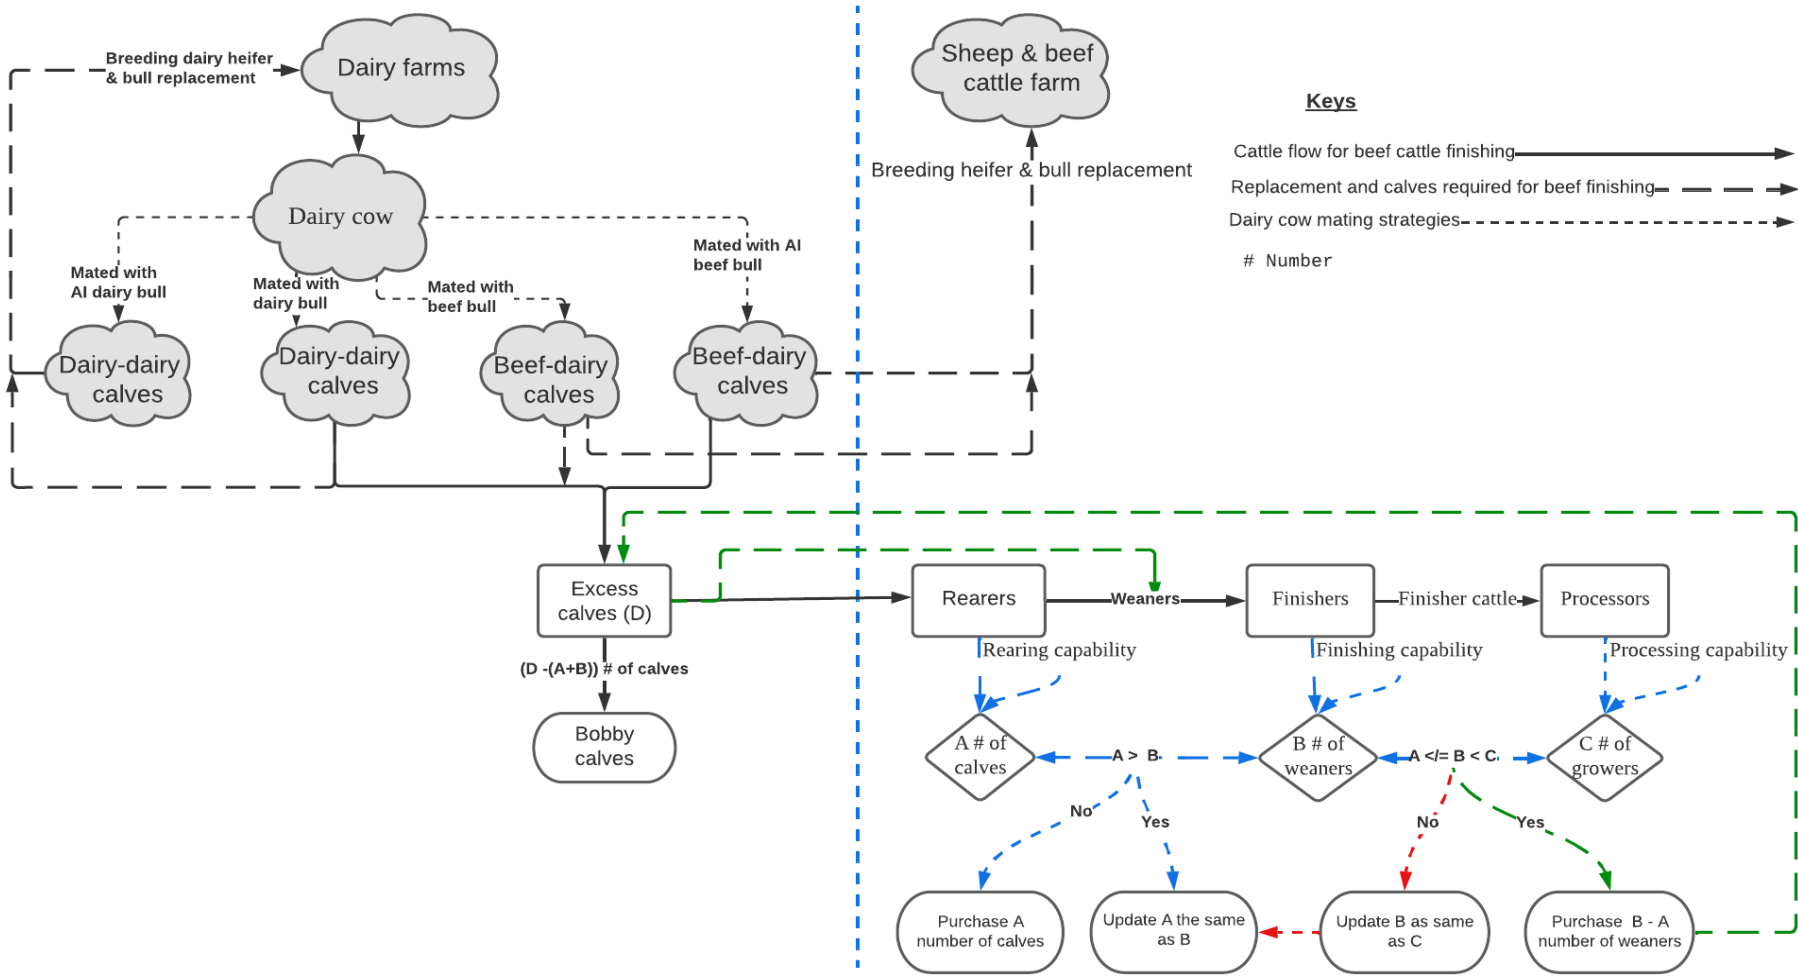 Breeding dairy heifer
& bull replacement
Dairy farms
Sheep & beef
cattle farm
Keys
Cattle flow for beef cattle finishing
Replacement and calves required for beef finishing
Dairy cow mating strategies
# Number
Breeding heifer & bull replacement
Dairy cow
Mated with
AI dairy bull
Mated with
dairy bull
Mated with
beef bull
Mated with AI
beef bull
Dairy-dairy
calves
Dairy-dairy
calves
Beef-dairy
calves
Beef-dairy
calves
Excess
calves (D)
Rearers
Weaners
Finishers
Finisher cattle
Processors
(D -(A+B)) # of calves
Bobby
calves
Rearing capability
Finishing capability
Processing capability
A # of
calves
A > B
B # of
weaners
A </= B < C
C # of
growers
No
Yes
No
Yes
Purchase A
number of calves
Update A the same
as B
Update B as same
as C
Purchase B - A
number of weaners